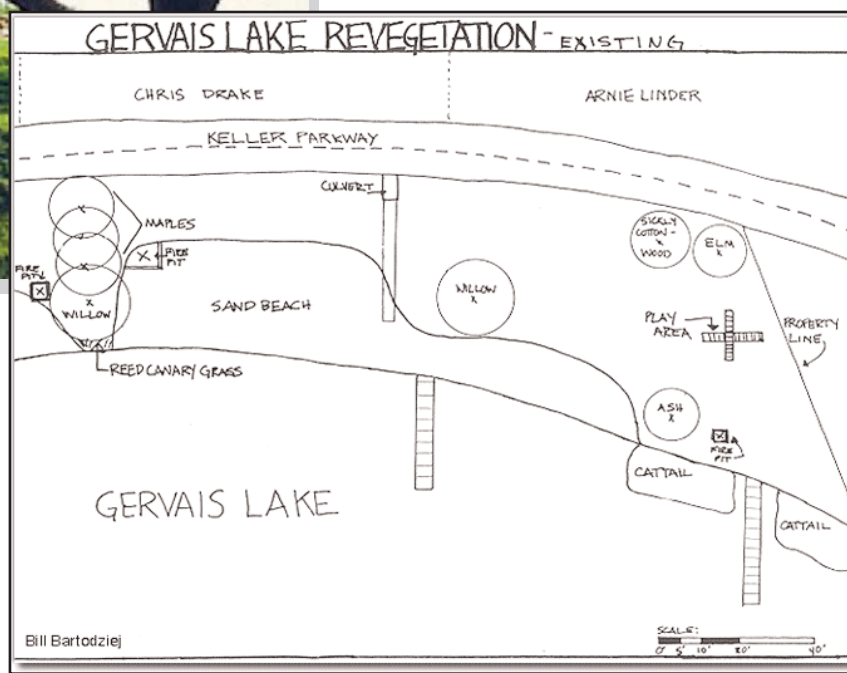 GERVAIS LAKE REVEGETATION - EXISTING
CHRIS DRAKE
ARNIE LINDER
KELLER PARKWAY
CULVERT
MAPLES
SICKLY
COTTON-
WOOD
ELM
FIRE
PIT
FIRE
PIT
WILLOW
SAND BEACH
WILLOW
PLAY
AREA
PROPERTY
LINE
REED CANARY GRASS
ASH
FIRE
PIT
CATTAIL
GERVAIS LAKE
CATTAIL
Bill Bartodziej
SCALE:
0' 5' 10' 20' 40'